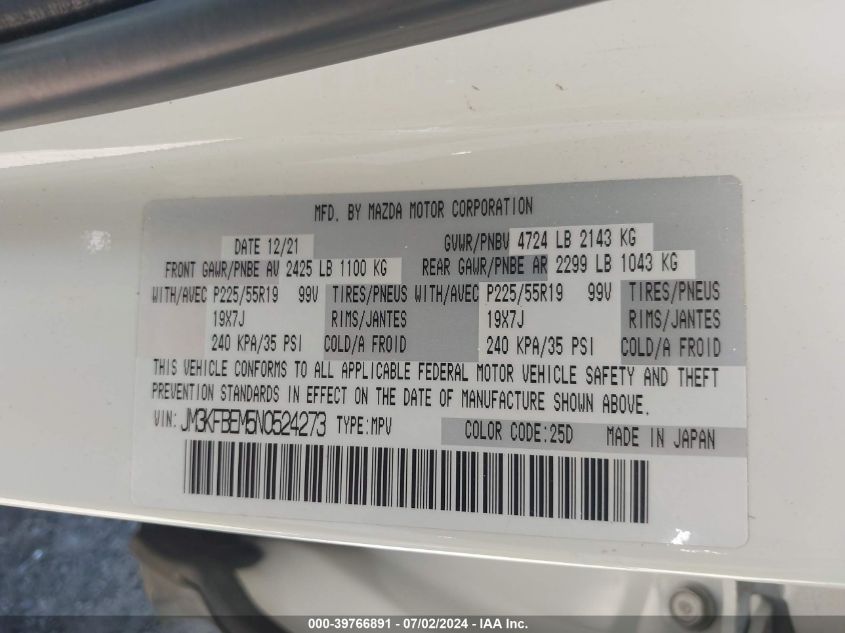 MFD. BY MAZDA MOTOR CORPORATION
DATE 12/21 GVWR/PNBV 4724 LB 2143 KG
FRONT GAWR/PNBE AV 2425 LB 1100 KG REAR GAWR/PNBE AR 2299 LB 1043 KG
WITH/AVEC P225/55R19 99V TIRES/PNEUS WITH/AVEC P225/55R19 99V TIRES/PNEUS
19X7J RIMS/JANTES 19X7J RIMS/JANTES
240 KPA/35 PSI COLD/A FROID 240 KPA/35 PSI COLD/A FROID
THIS VEHICLE CONFORMS TO ALL APPLICABLE FEDERAL MOTOR VEHICLE SAFETY AND THEFT
PREVENTION STANDARDS IN EFFECT ON THE DATE OF MANUFACTURE SHOWN ABOVE.
VIN: JM3KFBEM5N0524273 TYPE:MPV COLOR CODE:25D MADE IN JAPAN
000-39766891 - 07/02/2024 - IAA Inc.